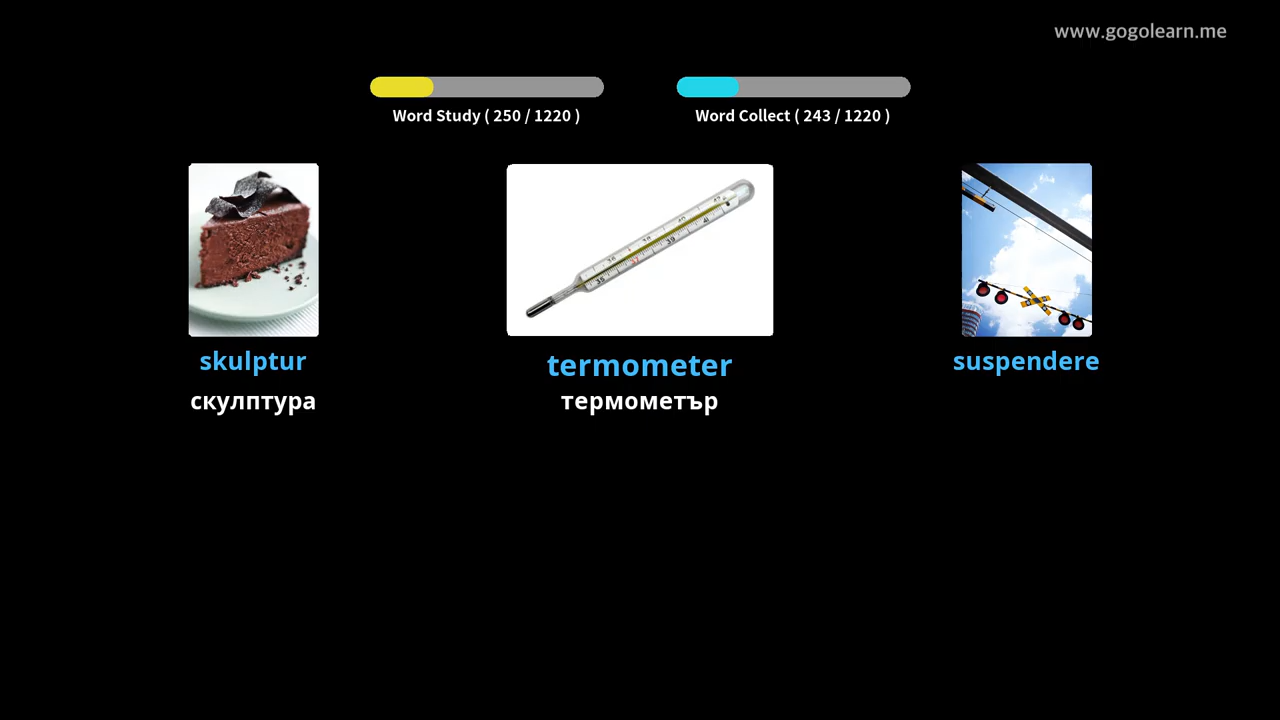 www.gogolearn.me
Word Study ( 250 / 1220 )
Word Collect ( 243 / 1220 )
skulptur
termometer
suspendere
скулптура
термометър